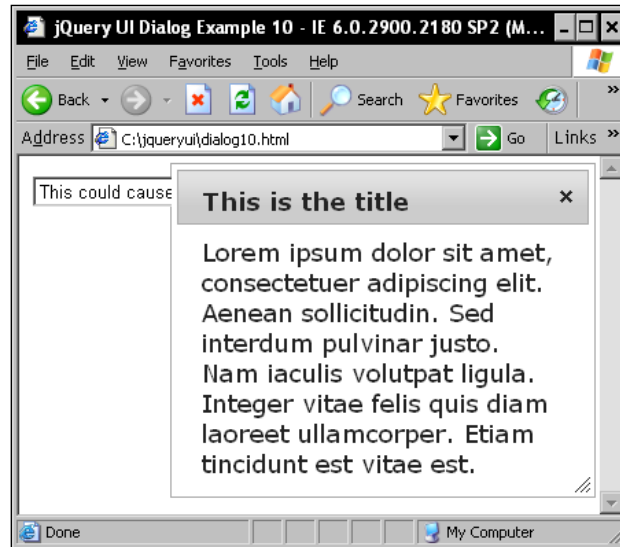 jQuery UI Dialog Example 10 - IE 6.0.2900.2180 SP2 (M...
File Edit View Favorites Tools Help
Back Search Favorites »
Address C:\jqueryui\dialog10.html Go Links »
This could cause
This is the title ×
Lorem ipsum dolor sit amet,
consectetuer adipiscing elit.
Aenean sollicitudin. Sed
interdum pulvinar justo.
Nam iaculis volutpat ligula.
Integer vitae felis quis diam
laoreet ullamcorper. Etiam
tincidunt est vitae est.
Done My Computer